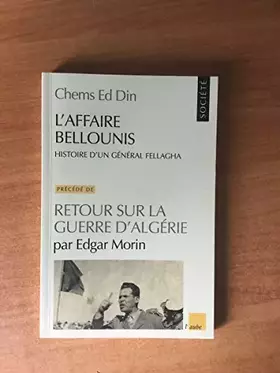 Chems Ed Din
SOCIÉTÉ
L'AFFAIRE
BELLOUNIS
HISTOIRE D'UN GÉNÉRAL FELLAGHA
PRÉCÉDÉ DE
RETOUR SUR LA
GUERRE D'ALGÉRIE
par Edgar Morin
l'aube